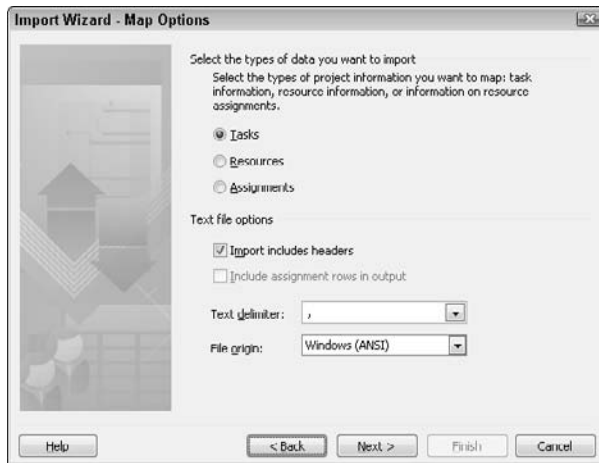 Import Wizard - Map Options
Select the types of data you want to import
Select the types of project information you want to map: task
information, resource information, or information on resource
assignments.
Tasks
Resources
Assignments
Text file options
Import includes headers
Include assignment rows in output
Text delimiter: ,
File origin: Windows (ANSI)
Help < Back Next > Finish Cancel